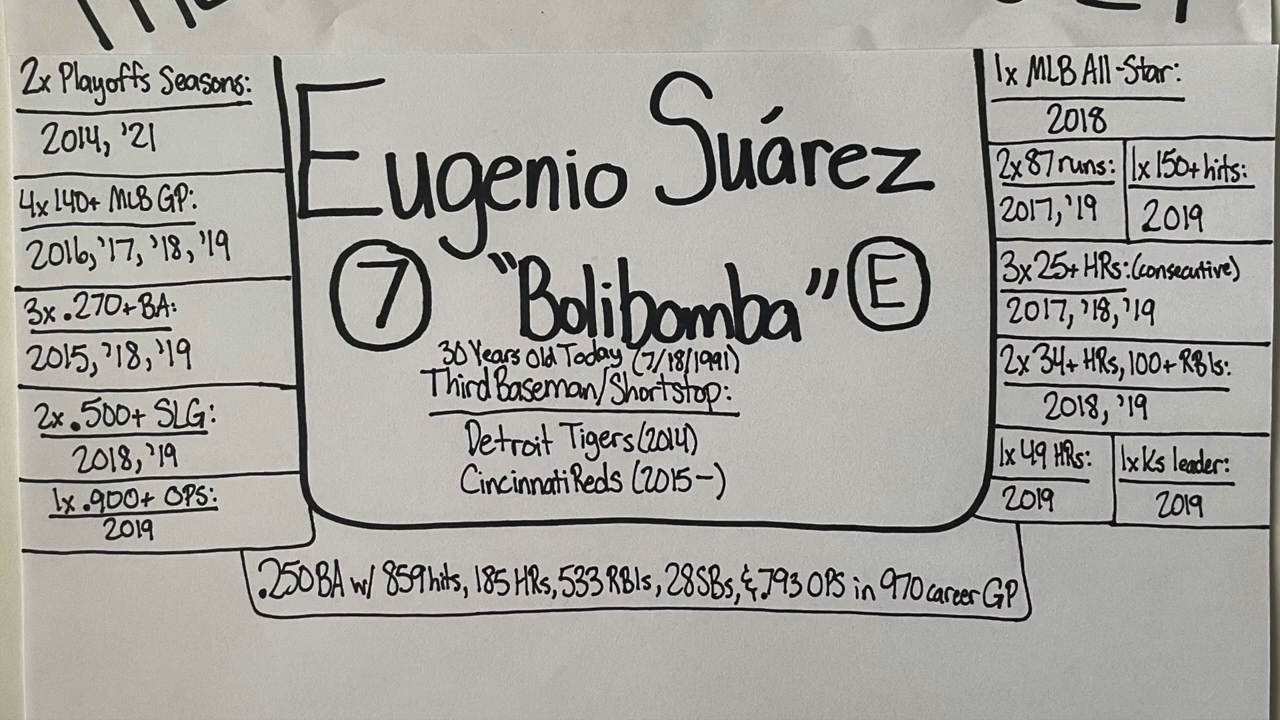 2x Playoffs Seasons:
2014, '21
4x 140+ MLB GP:
2016, '17, '18, '19
3x .270+ BA:
2015, '18, '19
2x .500+ SLG:
2018, '19
1x .900+ OPS:
2019
Eugenio Suárez
7 "Bolibomba" E
30 Years Old Today (7/18/1991)
Third Baseman/Shortstop:
Detroit Tigers (2014)
Cincinnati Reds (2015-)
1x MLB All-Star:
2018
2x 87 runs:
2017, '19
1x 150+ hits:
2019
3x 25+ HRs: (consecutive)
2017, '18, '19
2x 34+ HRs, 100+ RBIs:
2018, '19
1x 49 HRs:
2019
1x Ks leader:
2019
.250 BA w/ 859 hits, 185 HRs, 533 RBIs, 28 SBs, & .793 OPS in 970 career GP